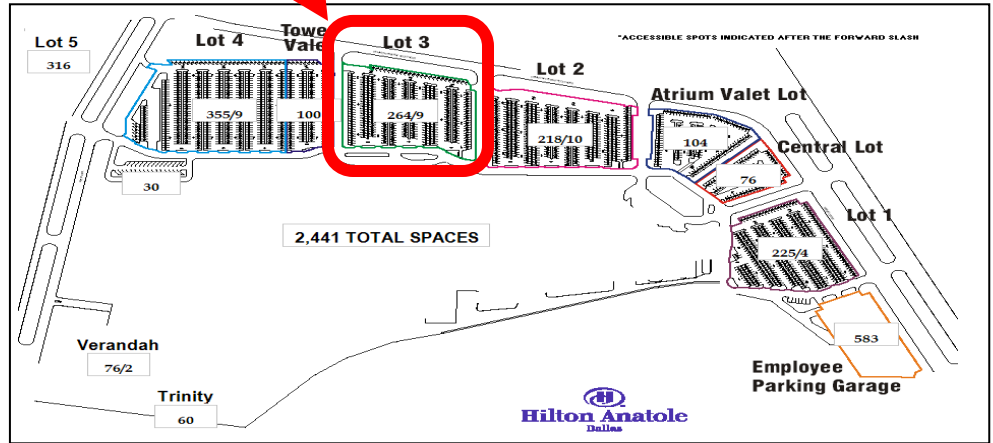 Lot 5
316
Lot 4
355/9
Towe
Vale
100
Lot 3
264/9
*ACCESSIBLE SPOTS INDICATED AFTER THE FORWARD SLASH
Lot 2
218/10
Atrium Valet Lot
104
Central Lot
76
30
2,441 TOTAL SPACES
Lot 1
225/4
Verandah
76/2
583
Employee
Parking Garage
Trinity
60
H
Hilton Anatole
Dallas